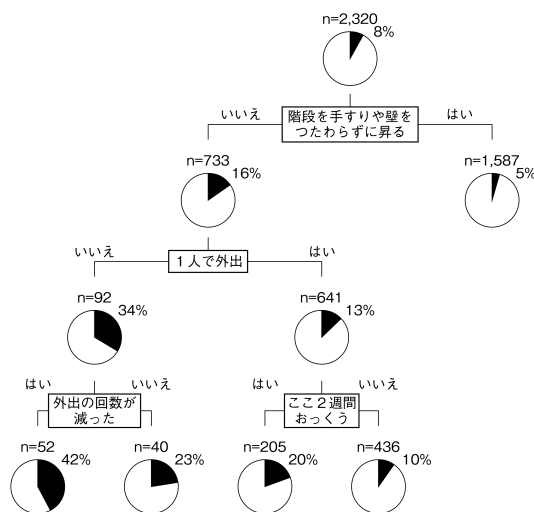 n=2,320
8%
いいえ
階段を手すりや壁を
つたわらずに昇る
はい
n=733
16%
n=1,587
5%
いいえ
1人で外出
はい
n=92
34%
n=641
13%
はい
外出の回数が
減った
いいえ
はい
ここ2週間
おっくう
いいえ
n=52
42%
n=40
23%
n=205
20%
n=436
10%